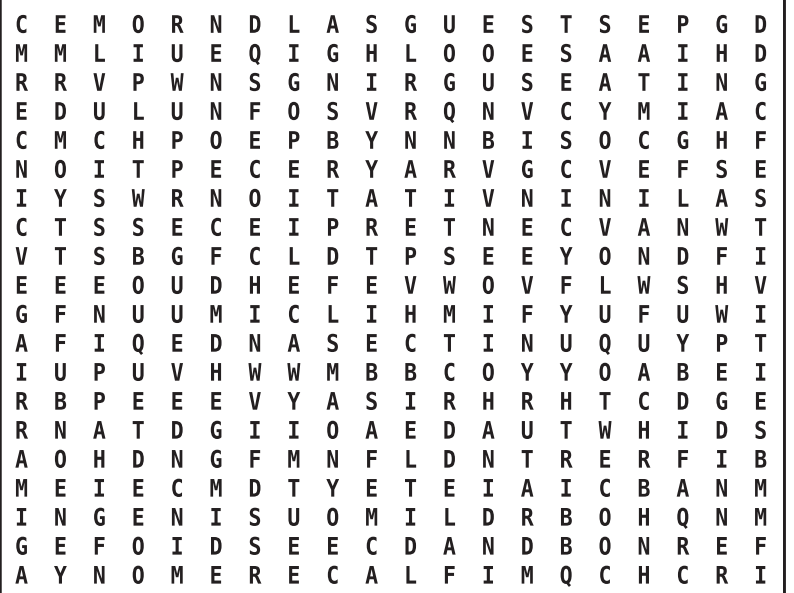 C E M O R N D L A S G U E S T S E P G D
M M L I U E Q I G H L O O E S A A I H D
R R V P W N S G N I R G U S E A T I N G
E D U L U N F O S V R Q N V C Y M I A C
C M C H P O E P B Y N N B I S O C G H F
N O I T P E C E R Y A R V G C V E F S E
I Y S W R N O I T A T I V N I N I L A S
C T S S E C E I P R E T N E C V A N W T
V T S B G F C L D T P S E E Y O N D F I
E E E O U D H E F E V W O V F L W S H V
G F N U U M I C L I H M I F Y U F U W I
A F I Q E D N A S E C T I N U Q U Y P T
I U P U V H W W M B B C O Y Y O A B E I
R B P E E E V Y A S I R H R H T C D G E
R N A T D G I I O A E D A U T W H I D S
A O H D N G F M N F L D N T R E R F I B
M E I E C M D T Y E T E I A I C B A N M
I N G E N I S U O M I L D R B O H Q N M
G E F O I D S E E C D A N D B O N R E F
A Y N O M E R E C A L F I M Q C H C R I